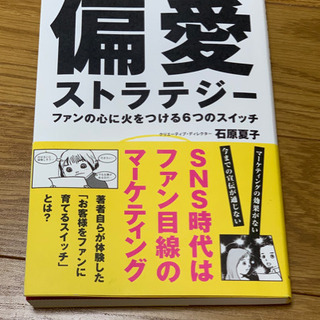 偏愛
ストラテジー
ファンの心に火をつける6つのスイッチ
クリエーティブ・ディレクター 石原夏子
マーケティングの効果がない
今までの宣伝が通じない
SNS時代は
ファン目線の
マーケティング
著者自らが体験した
「お客様をファンに
育てるスイッチ」
とは?